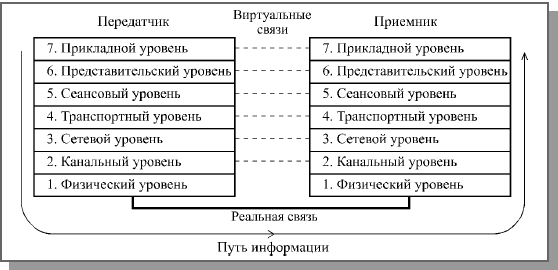 Передатчик
Виртуальные
связи
Приемник
7. Прикладной уровень
6. Представительский уровень
5. Сеансовый уровень
4. Транспортный уровень
3. Сетевой уровень
2. Канальный уровень
1. Физический уровень
7. Прикладной уровень
6. Представительский уровень
5. Сеансовый уровень
4. Транспортный уровень
3. Сетевой уровень
2. Канальный уровень
1. Физический уровень
Реальная связь
Путь информации